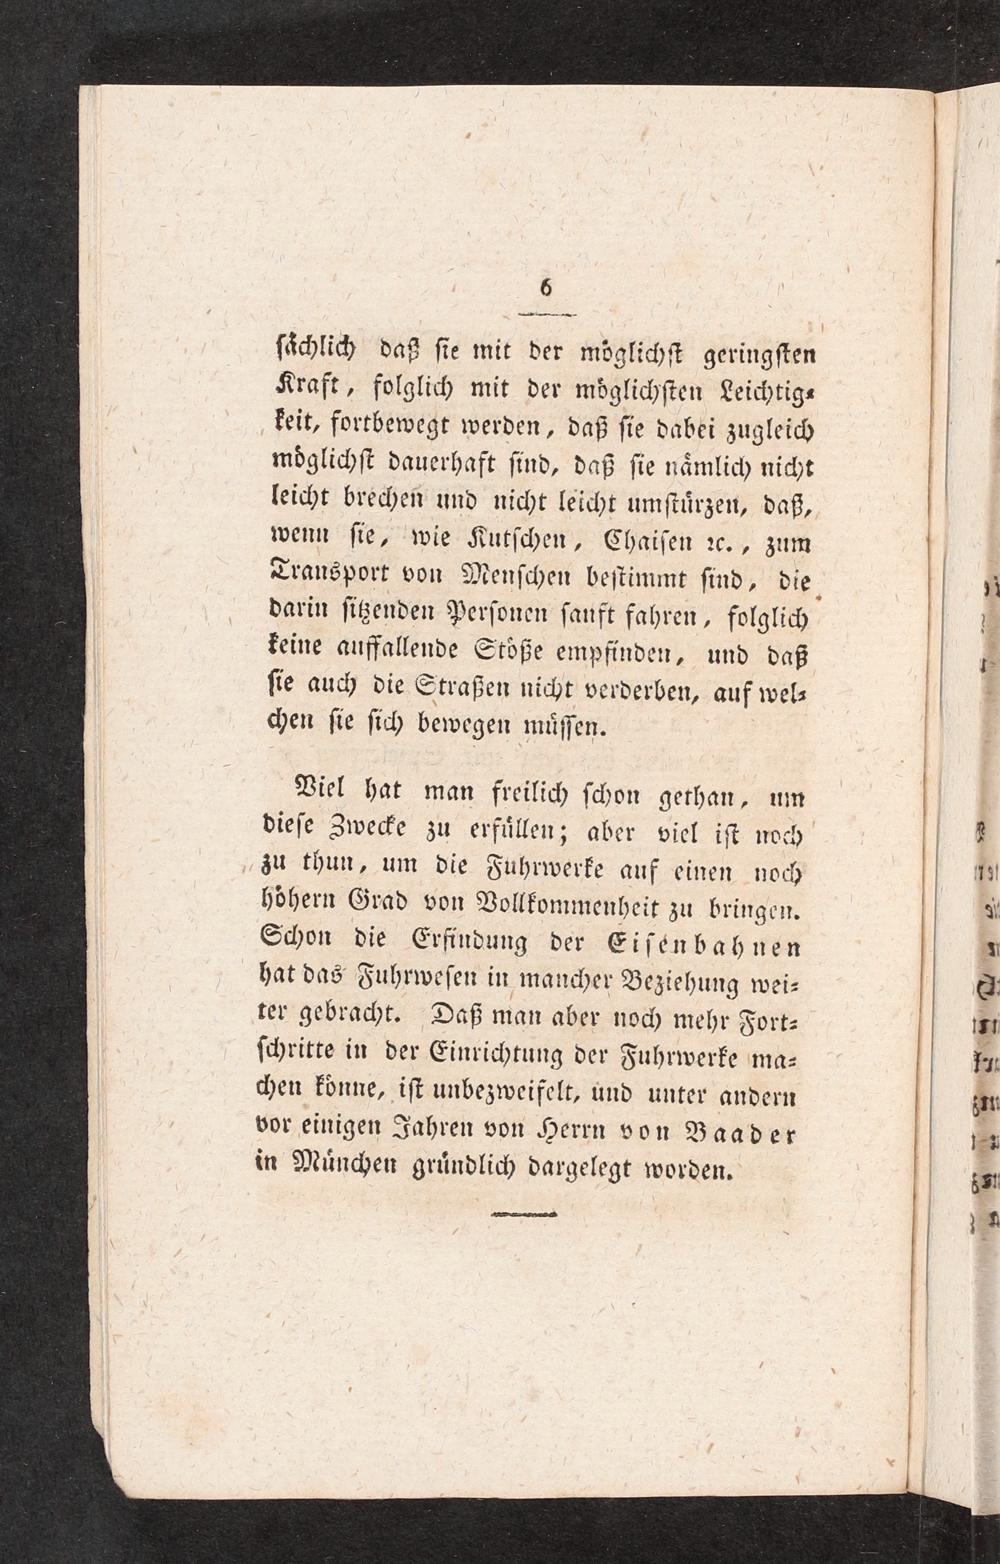 6
sächlich daß sie mit der möglichst geringsten
Kraft, folglich mit der möglichsten Leichtig-
keit, fortbewegt werden, daß sie dabei zugleich
möglichst dauerhaft sind, daß sie nämlich nicht
leicht brechen und nicht leicht umstürzen, daß,
wenn sie, wie Kutschen, Chaisen ꝛc., zum
Transport von Menschen bestimmt sind, die
darin sitzenden Personen sanft fahren, folglich
keine auffallende Stöße empfinden, und daß
sie auch die Straßen nicht verderben, auf wel-
chen sie sich bewegen müssen.
Viel hat man freilich schon gethan, um
diese Zwecke zu erfüllen; aber viel ist noch
zu thun, um die Fuhrwerke auf einen noch
höhern Grad von Vollkommenheit zu bringen.
Schon die Erfindung der Eisenbahnen
hat das Fuhrwesen in mancher Beziehung wei-
ter gebracht. Daß man aber noch mehr Fort-
schritte in der Einrichtung der Fuhrwerke ma-
chen könne, ist unbezweifelt, und unter andern
vor einigen Jahren von Herrn von Baader
in München gründlich dargelegt worden.